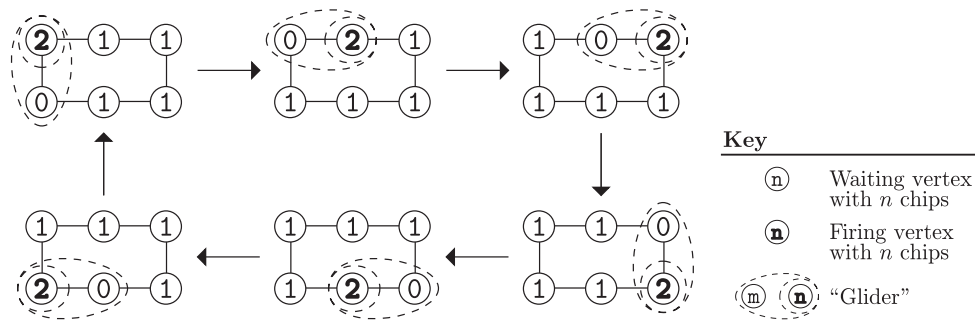 2 1 1
0 1 1
0 2 1
1 1 1
1 0 2
1 1 1
1 1 1
2 0 1
1 1 1
1 2 0
1 1 0
1 1 2
Key
n Waiting vertex
with n chips
n Firing vertex
with n chips
m n “Glider”